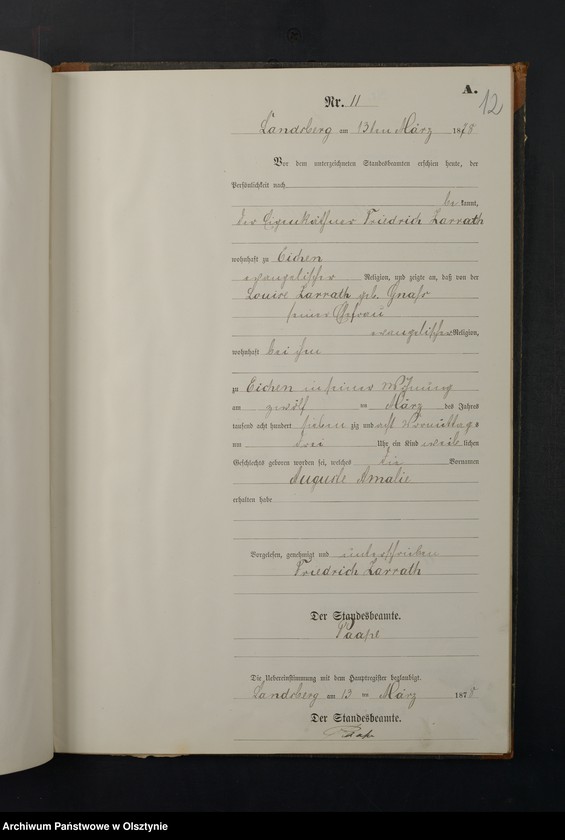 A.
12
Nr. 11
Landsberg am 13ten März 1878
Vor dem unterzeichneten Standesbeamten erschien heute, der
Persönlichkeit nach
be kannt,
der Eigenkäthner Friedrich Zarrath
wohnhaft zu Eichen
evangelischer Religion, und zeigte an, daß von der
Louise Zarrath geb. Gnaß
seiner Ehefrau
evangelischer Religion,
wohnhaft bei ihm
zu Eichen in seiner Wohnung
am zwölf ten März des Jahres
tausend acht hundert sieben zig und acht Vormittags
um drei Uhr ein Kind weib lichen
Geschlechts geboren worden sei, welches die Vornamen
Auguste Amalie
erhalten habe
Vorgelesen, genehmigt und unterschrieben
Friedrich Zarrath
Der Standesbeamte.
Die Uebereinstimmung mit dem Hauptregister beglaubigt.
Landsberg am 13 ten März 1878
Der Standesbeamte.
Archiwum Państwowe w Olsztynie